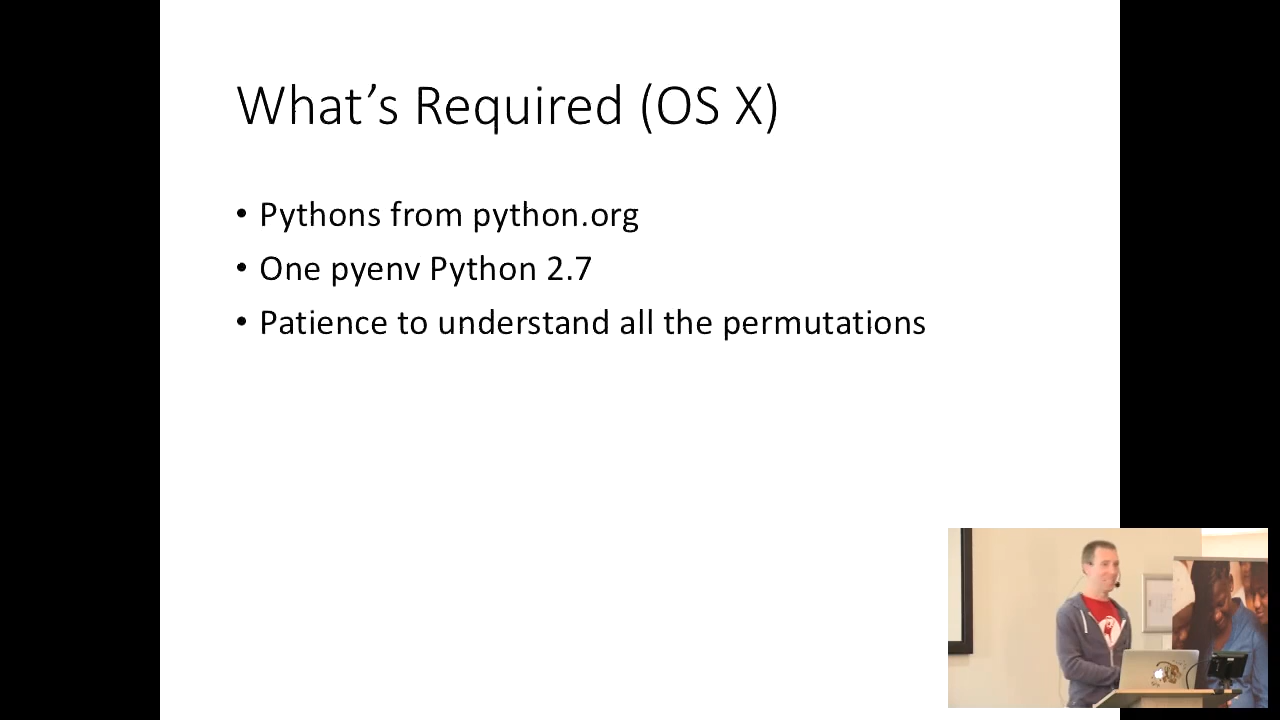 What's Required (OS X)
• Pythons from python.org
• One pyenv Python 2.7
• Patience to understand all the permutations